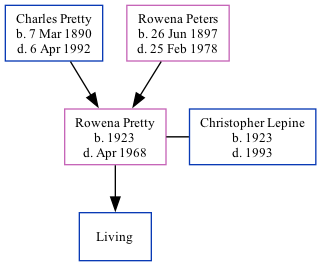 Charles Pretty
b. 7 Mar 1890
d. 6 Apr 1992
Rowena Peters
b. 26 Jun 1897
d. 25 Feb 1978
Rowena Pretty
b. 1923
d. Apr 1968
Christopher Lepine
b. 1923
d. 1993
Living